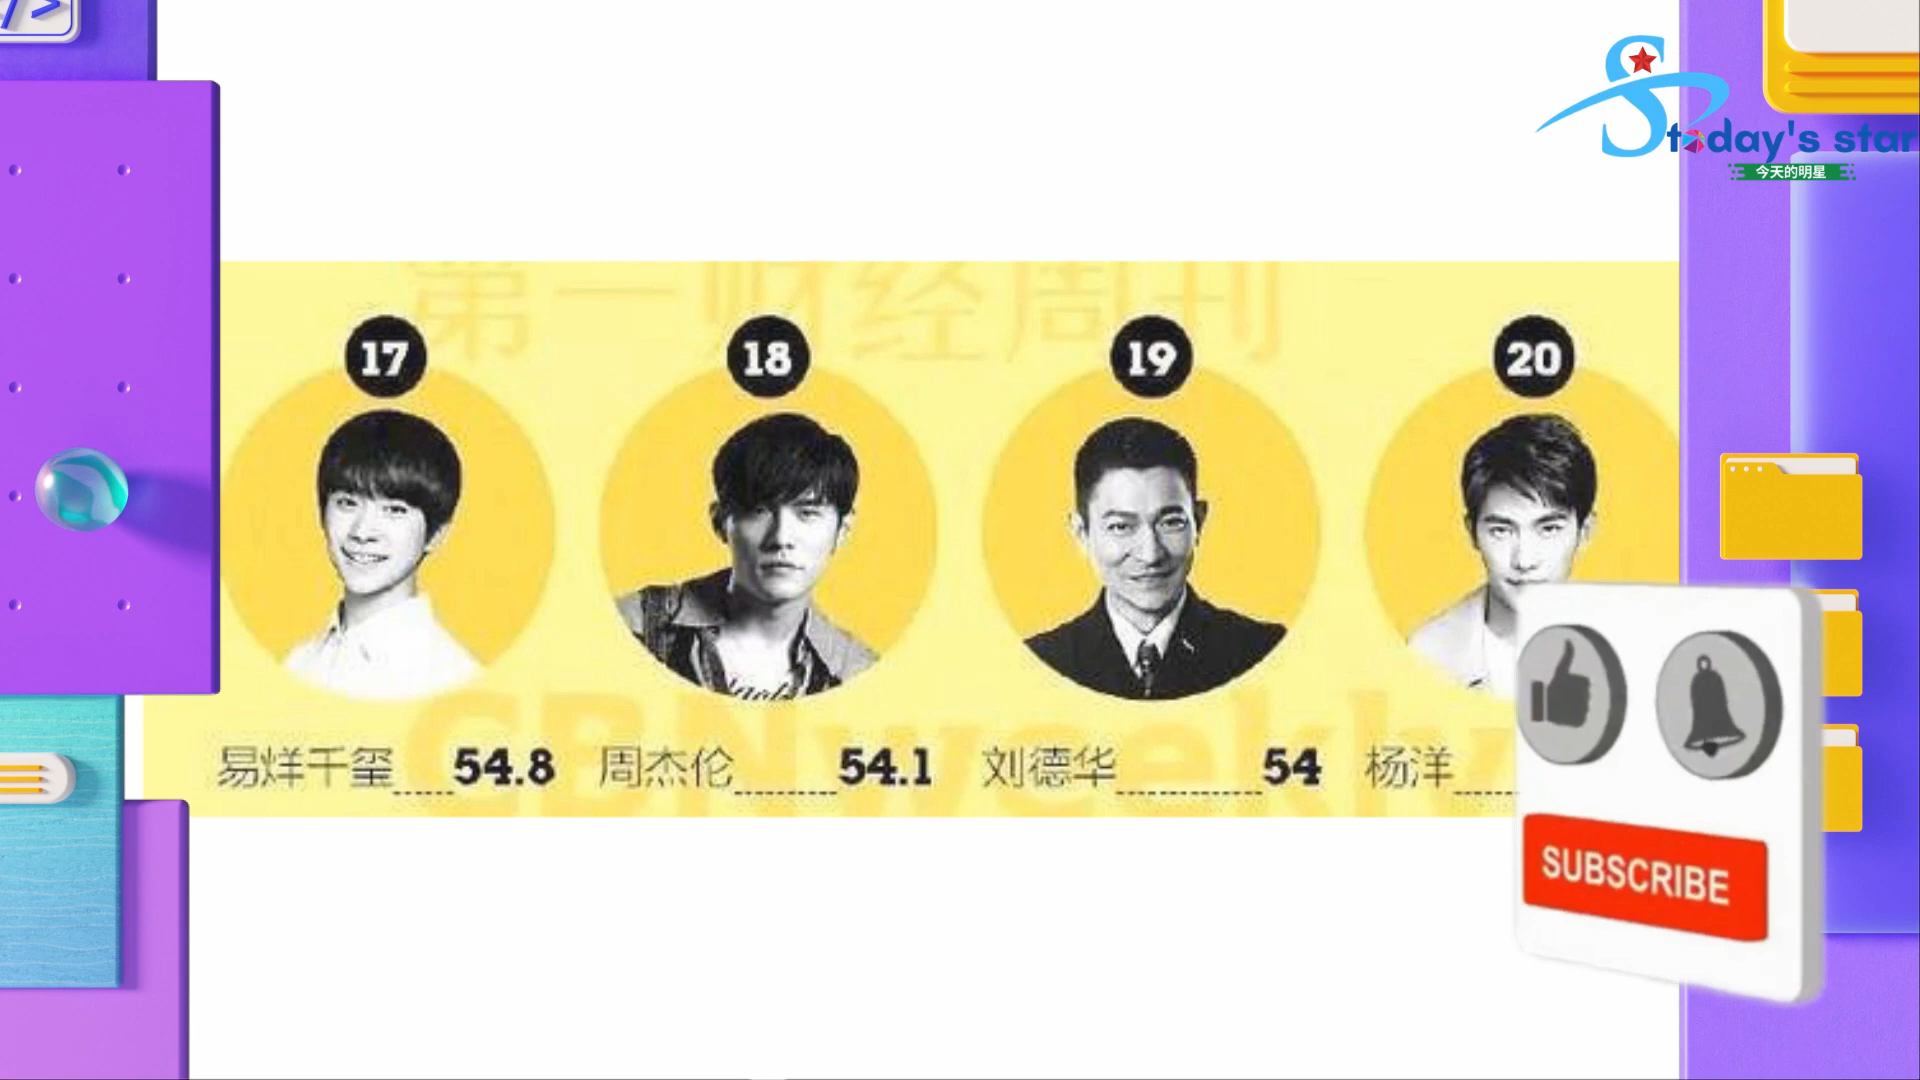 </>
today's star
今天的明星
第一财经周刊
17
18
19
20
CBNweekly
易烊千玺 54.8
周杰伦 54.1
刘德华 54
杨洋
SUBSCRIBE